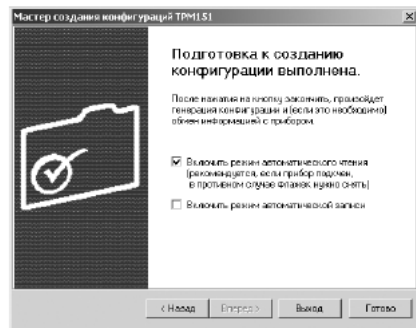 Мастер создания конфигураций ТРМ151
Подготовка к созданию
конфигурации выполнена.
После нажатия на кнопку закончить, произойдет
генерация конфигурации и (если это необходимо)
обмен информацией с прибором.
Включить режим автоматического чтения
(рекомендуется, если прибор подключен,
в противном случае флажок нужно снять)
Включить режим автоматической записи
< Назад
Вперед >
Выход
Готово